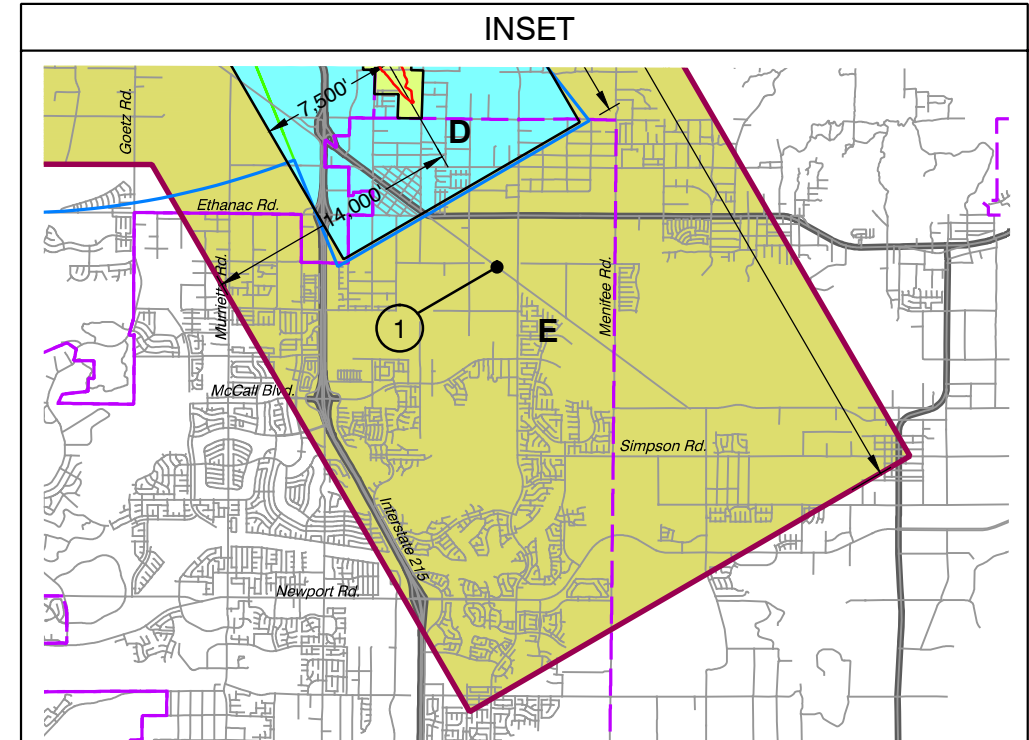 INSET
Goetz Rd.
7,500'
D
14,000'
Ethanac Rd.
Murrieta Rd.
Menifee Rd.
1
E
McCall Blvd.
Simpson Rd.
Interstate 215
Newport Rd.